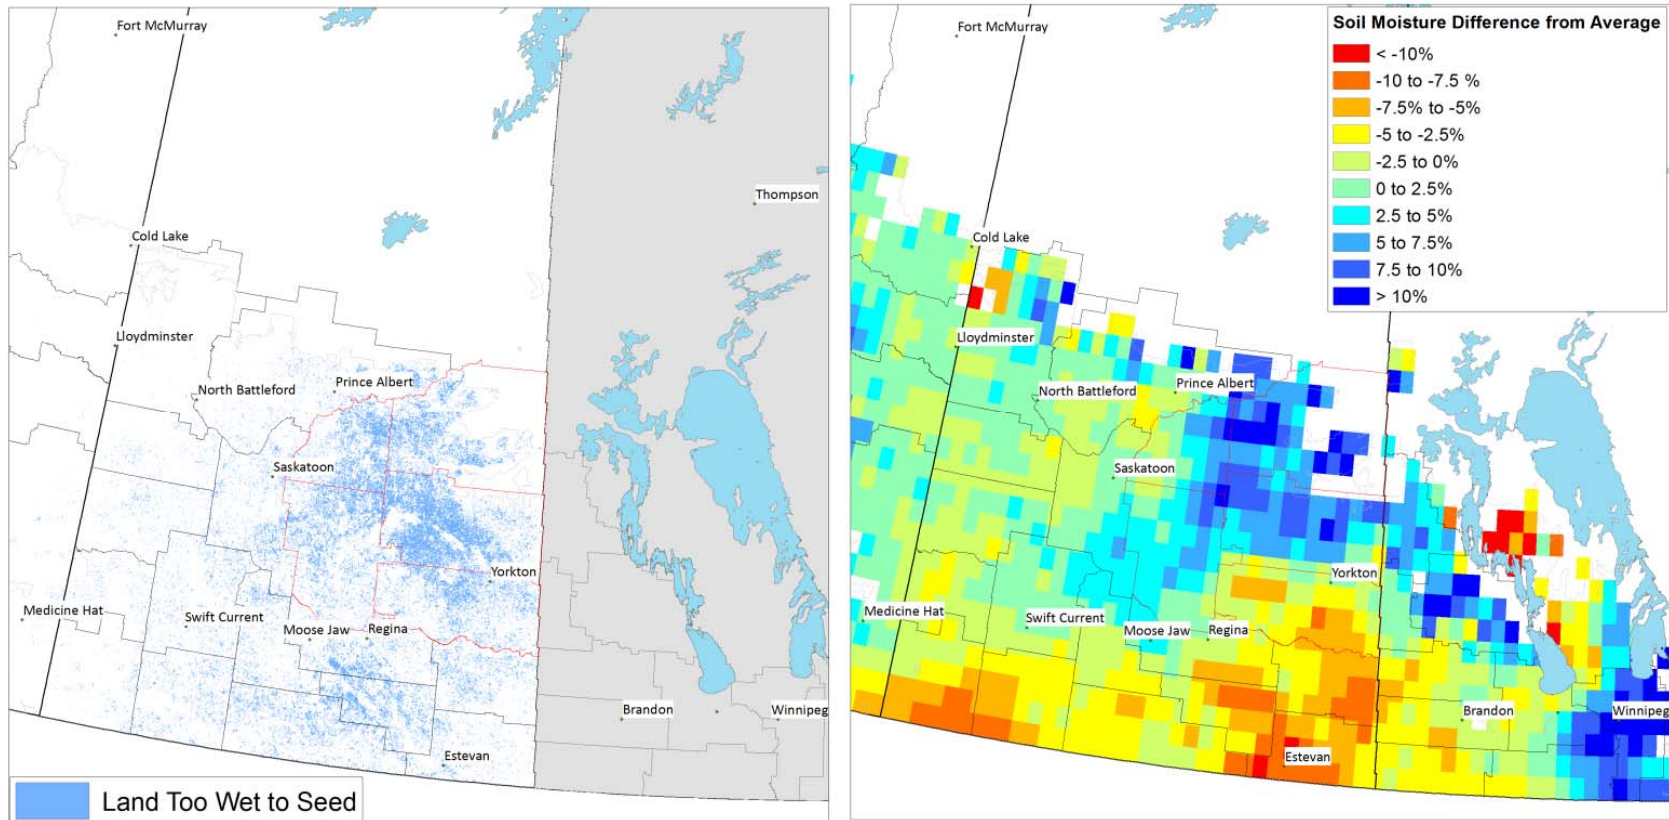 Fort McMurray
Thompson
Cold Lake
Lloydminster
North Battleford
Prince Albert
Saskatoon
Yorkton
Medicine Hat
Swift Current
Moose Jaw
Regina
Brandon
Winnipeg
Estevan
Land Too Wet to Seed
Soil Moisture Difference from Average
< -10%
-10 to -7.5 %
-7.5% to -5%
-5 to -2.5%
-2.5 to 0%
0 to 2.5%
2.5 to 5%
5 to 7.5%
7.5 to 10%
> 10%
Fort McMurray
Cold Lake
Lloydminster
North Battleford
Prince Albert
Saskatoon
Yorkton
Medicine Hat
Swift Current
Moose Jaw
Regina
Brandon
Winnipeg
Estevan